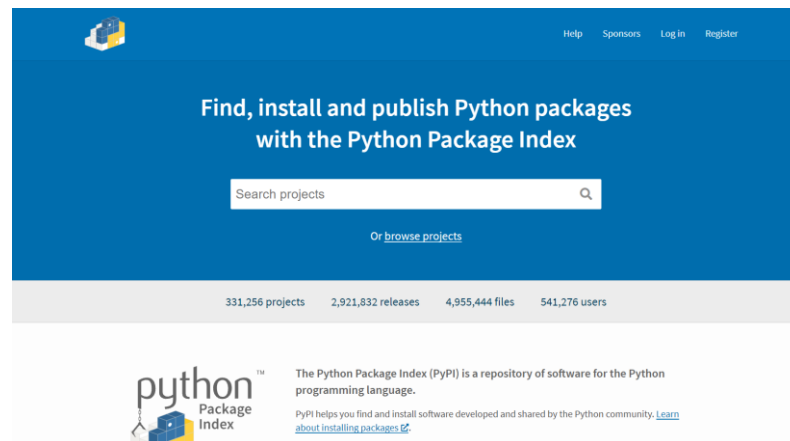 Help Sponsors Log in Register
Find, install and publish Python packages
with the Python Package Index
Search projects
Or browse projects
331,256 projects 2,921,832 releases 4,955,444 files 541,276 users
python™
Package
Index
The Python Package Index (PyPI) is a repository of software for the Python
programming language.
PyPI helps you find and install software developed and shared by the Python community. Learn
about installing packages.